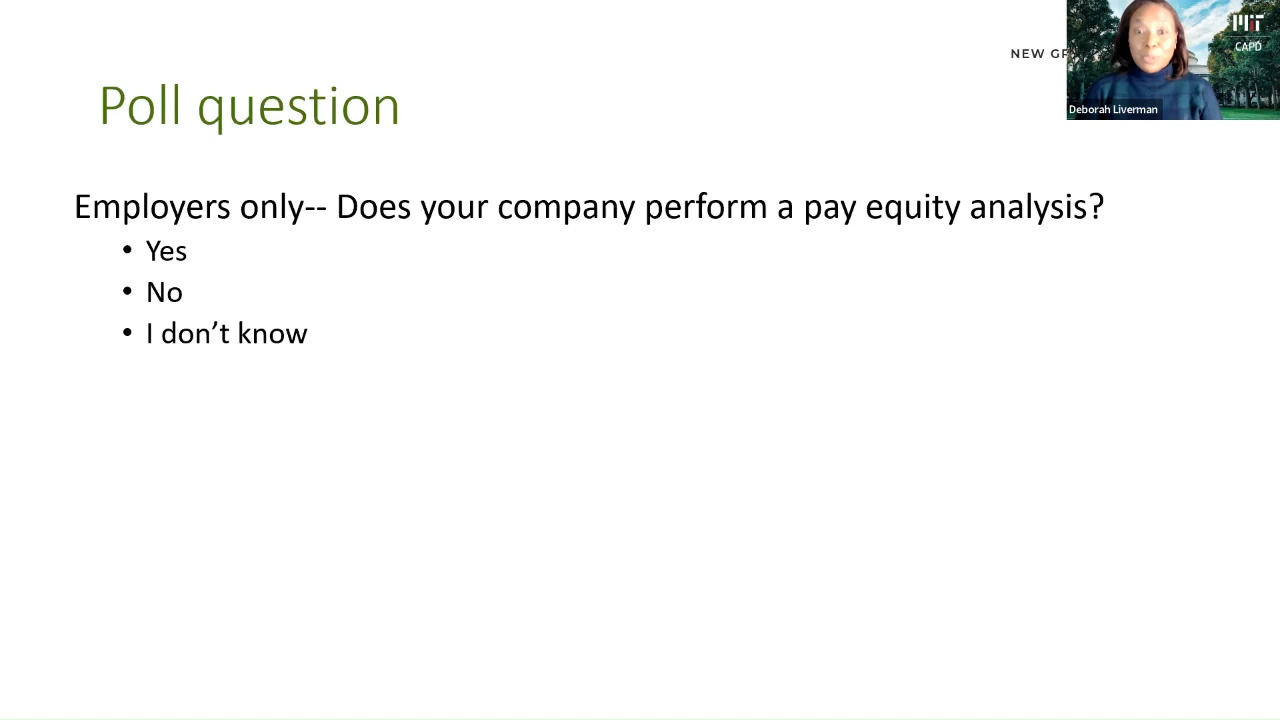 NEW
MIT
CAPD
Deborah Liverman
Poll question
Employers only-- Does your company perform a pay equity analysis?
• Yes
• No
• I don’t know